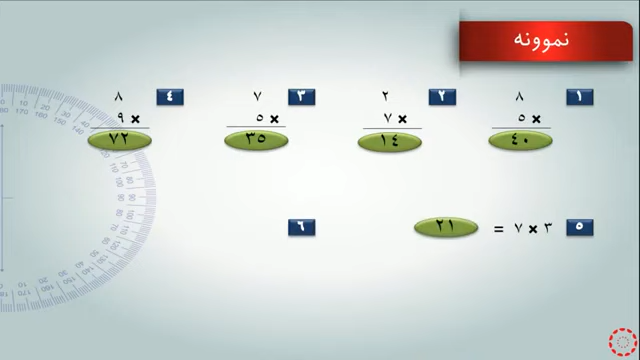 نموونه
١ ٢ ٣ ٤
٨ ٢ ٧ ٨
٥ × ٧ × ٥ × ٩ ×
٤٠ ١٤ ٣٥ ٧٢
٥ ٣ × ٧ = ٢١
٦